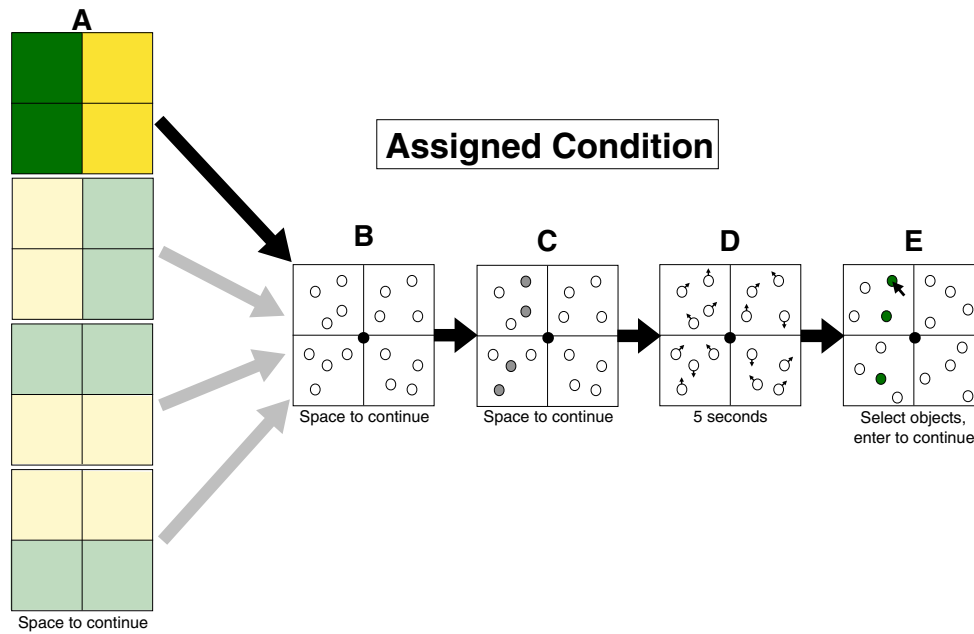 A
Assigned Condition
B
C
D
E
Space to continue
Space to continue
5 seconds
Select objects,
enter to continue
Space to continue